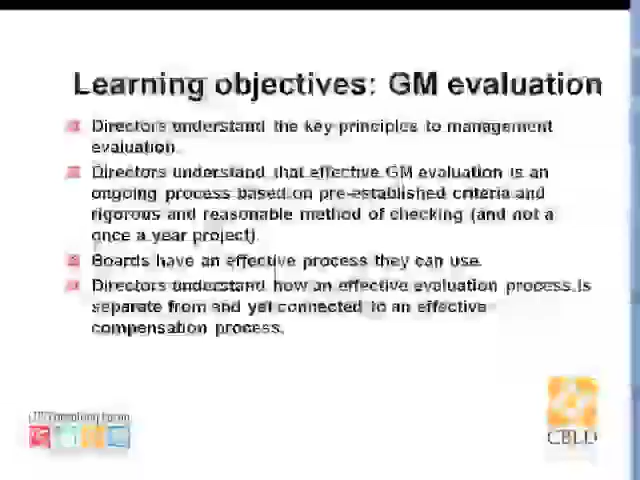 Learning objectives: GM evaluation
Directors understand the key principles to management
evaluation.
Directors understand that effective GM evaluation is an
ongoing process based on pre-established criteria and
rigorous and reasonable method of checking (and not a
once a year project).
Boards have an effective process they can use.
Directors understand how an effective evaluation process is
separate from and yet connected to an effective
compensation process.
CBLD